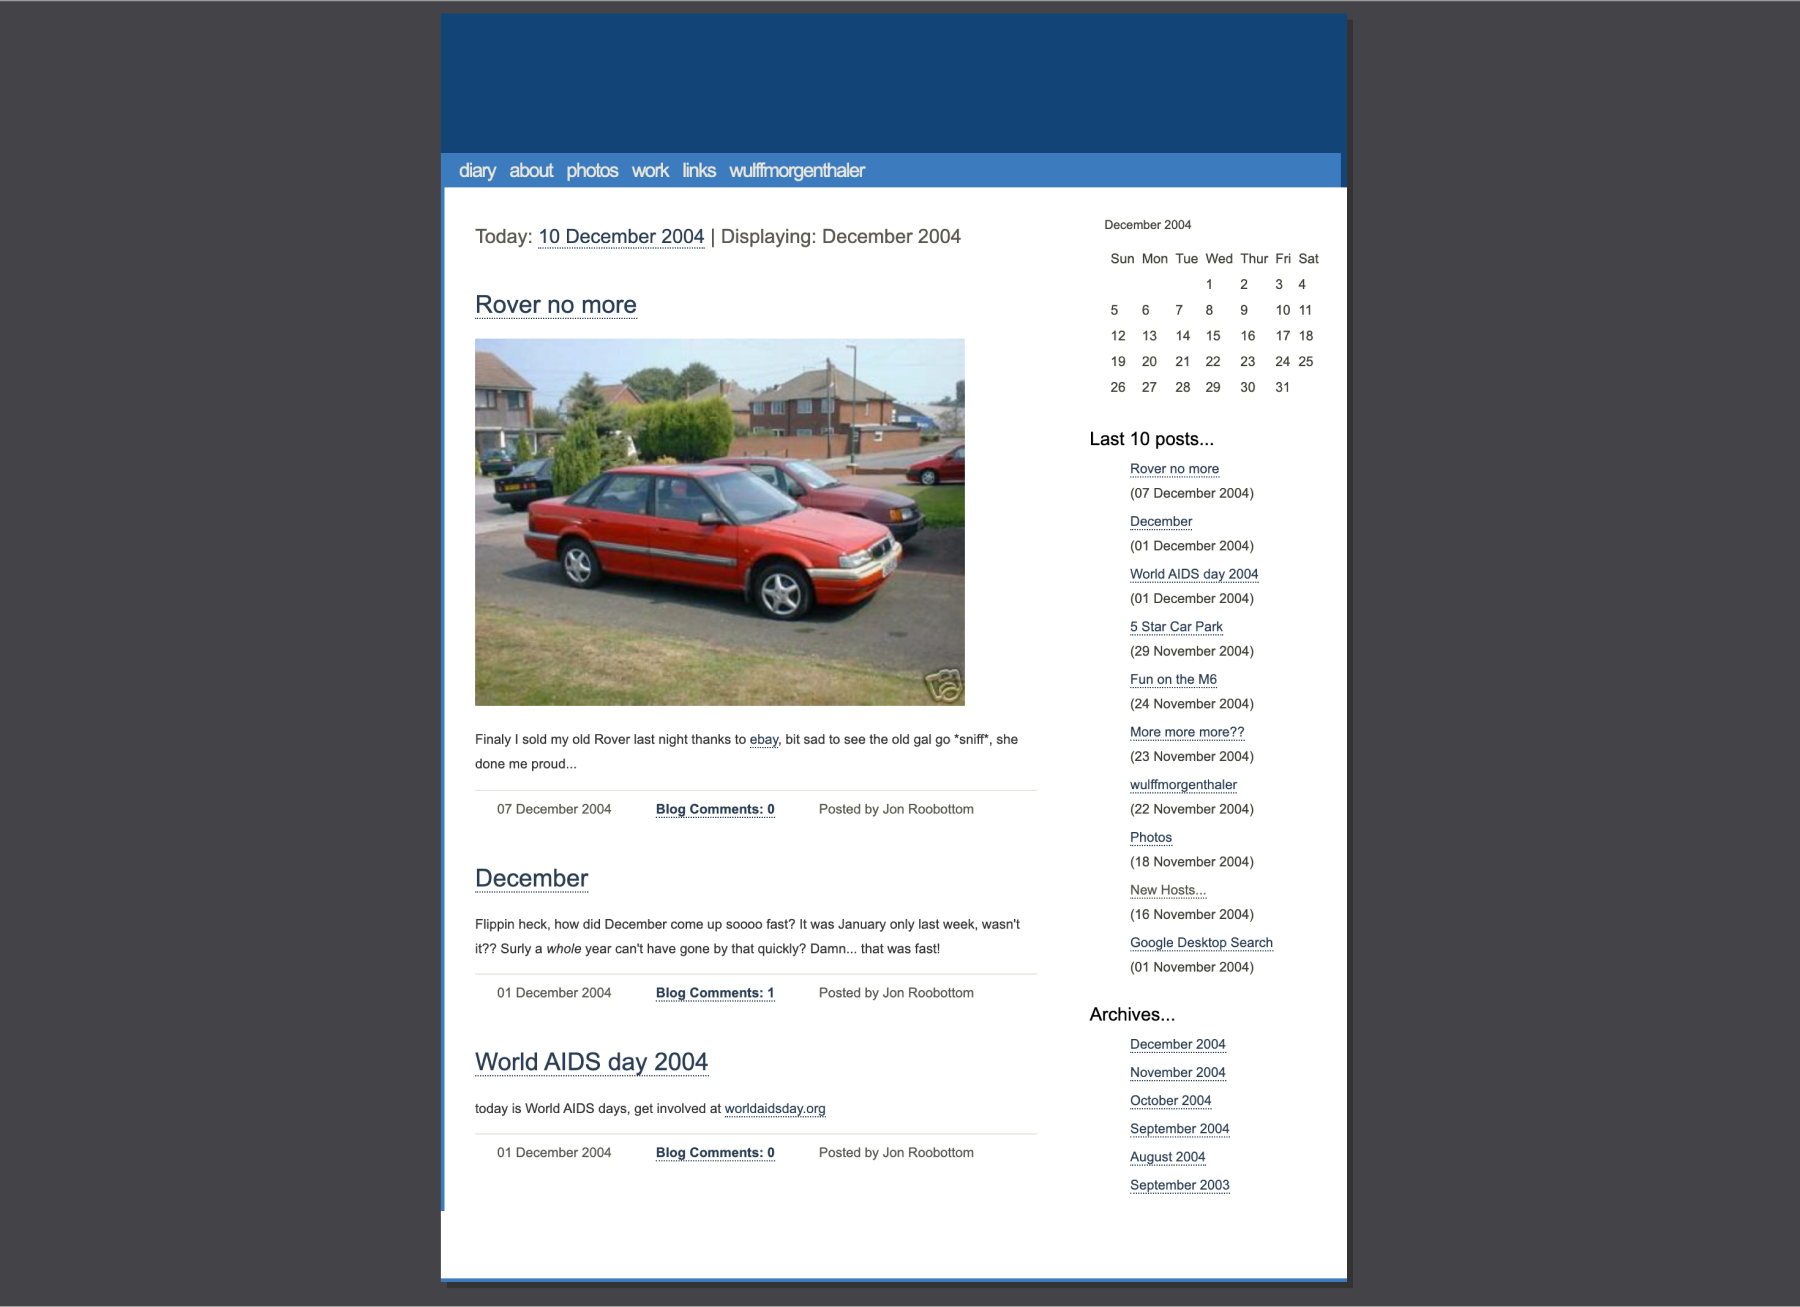 diary about photos work links wulffmorgenthaler
Today: 10 December 2004 | Displaying: December 2004
Rover no more
Finaly I sold my old Rover last night thanks to ebay, bit sad to see the old gal go *sniff*, she
done me proud...
07 December 2004 Blog Comments: 0 Posted by Jon Roobottom
December
Flippin heck, how did December come up soooo fast? It was January only last week, wasn't
it?? Surly a whole year can't have gone by that quickly? Damn... that was fast!
01 December 2004 Blog Comments: 1 Posted by Jon Roobottom
World AIDS day 2004
today is World AIDS days, get involved at worldaidsday.org
01 December 2004 Blog Comments: 0 Posted by Jon Roobottom
December 2004
Sun Mon Tue Wed Thur Fri Sat
1 2 3 4
5 6 7 8 9 10 11
12 13 14 15 16 17 18
19 20 21 22 23 24 25
26 27 28 29 30 31
Last 10 posts...
Rover no more
(07 December 2004)
December
(01 December 2004)
World AIDS day 2004
(01 December 2004)
5 Star Car Park
(29 November 2004)
Fun on the M6
(24 November 2004)
More more more??
(23 November 2004)
wulffmorgenthaler
(22 November 2004)
Photos
(18 November 2004)
New Hosts...
(16 November 2004)
Google Desktop Search
(01 November 2004)
Archives...
December 2004
November 2004
October 2004
September 2004
August 2004
September 2003